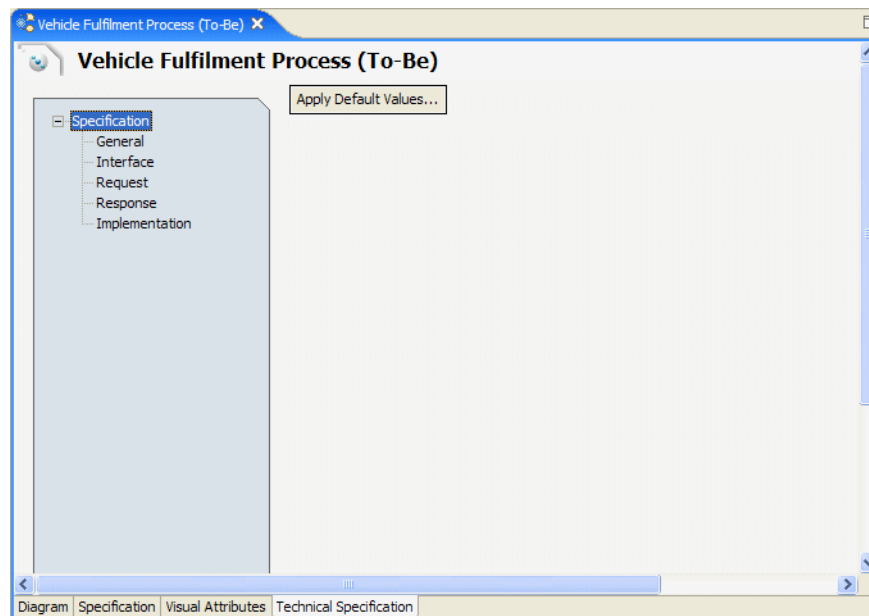 Vehicle Fulfilment Process (To-Be)
Vehicle Fulfilment Process (To-Be)
Apply Default Values...
Specification
General
Interface
Request
Response
Implementation
Diagram Specification Visual Attributes Technical Specification